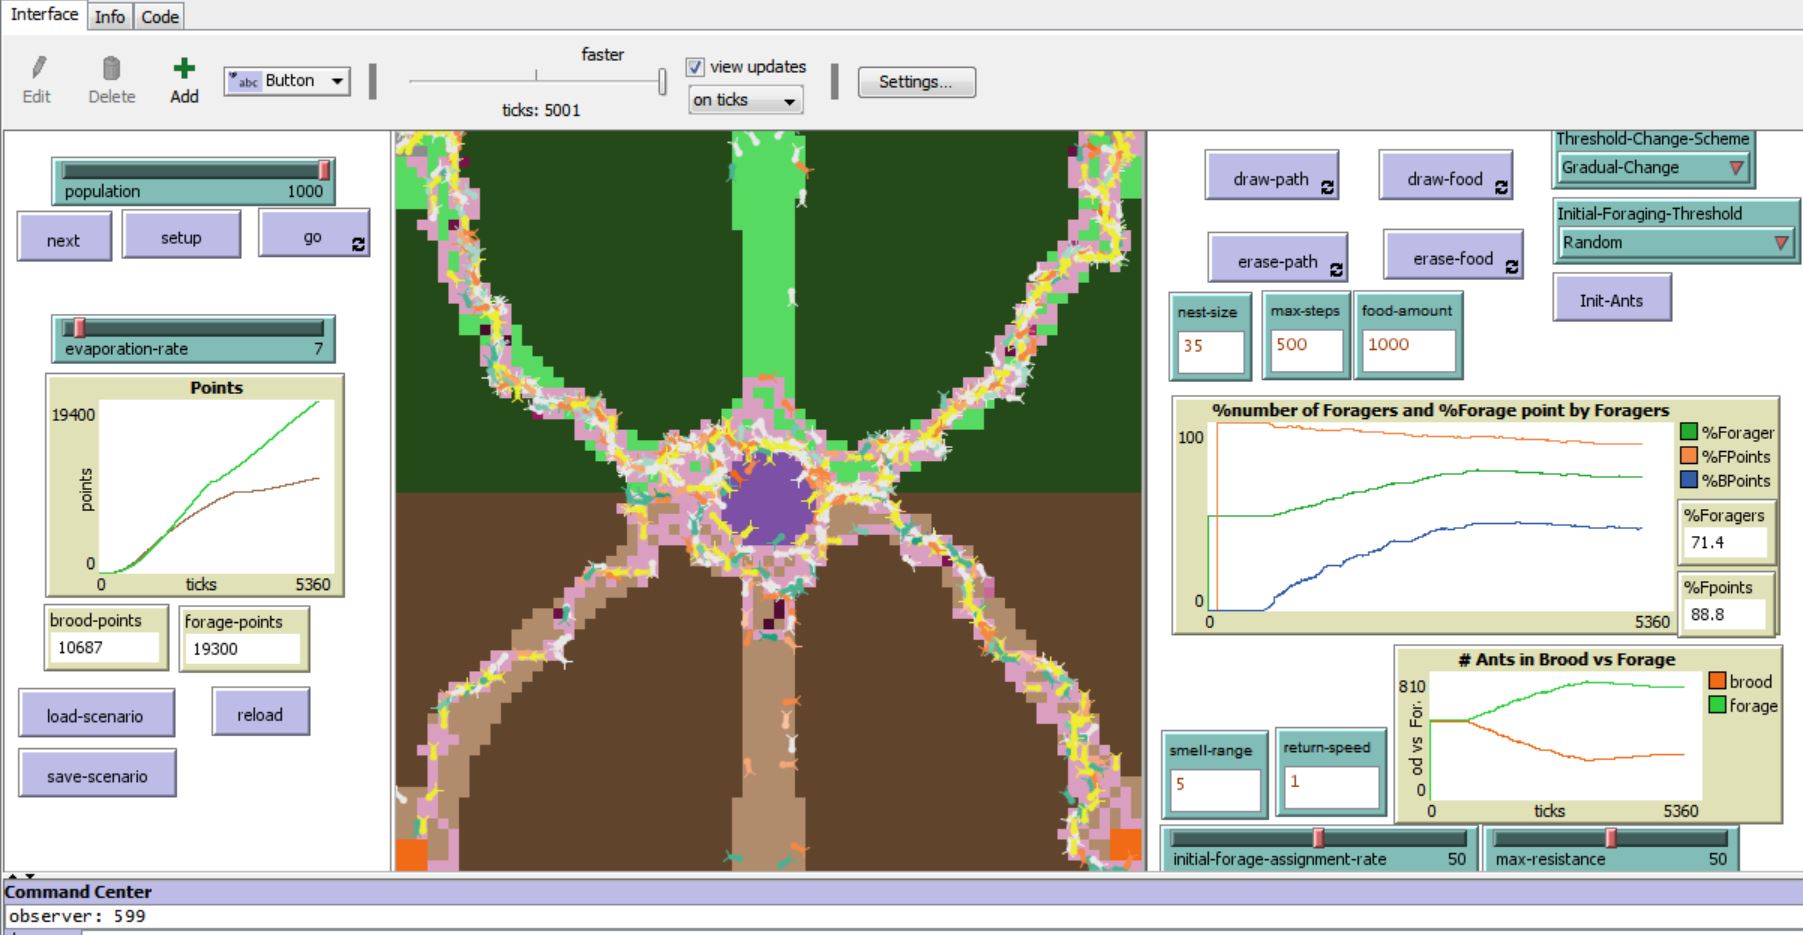 Interface Info Code
Edit Delete Add
abc Button
faster
ticks: 5001
view updates
on ticks
Settings...
population 1000
next setup go
evaporation-rate 7
Points
19400
points
0
0 ticks 5360
brood-points
10687
forage-points
19300
load-scenario reload
save-scenario
draw-path draw-food
erase-path erase-food
Threshold-Change-Scheme
Gradual-Change
Initial-Foraging-Threshold
Random
Init-Ants
nest-size
35
max-steps
500
food-amount
1000
%number of Foragers and %Forage point by Foragers
100
0
0 5360
%Forager
%FPoints
%BPoints
%Foragers
71.4
%Fpoints
88.8
# Ants in Brood vs Forage
810
od vs For.
0
0 ticks 5360
brood
forage
smell-range
5
return-speed
1
initial-forage-assignment-rate 50
max-resistance 50
Command Center
observer: 599